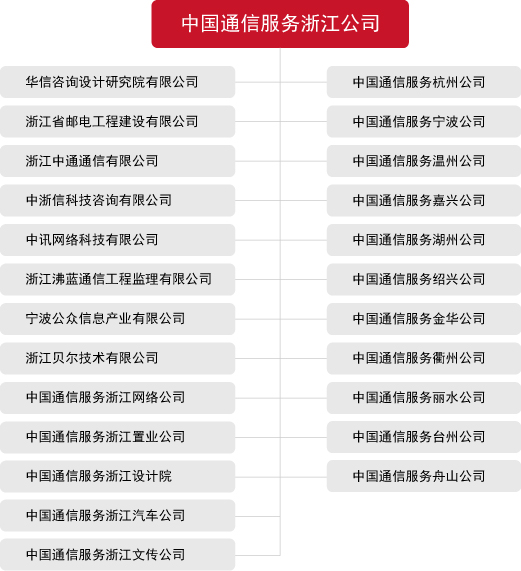 中国通信服务浙江公司
华信咨询设计研究院有限公司
中国通信服务杭州公司
浙江省邮电工程建设有限公司
中国通信服务宁波公司
浙江中通通信有限公司
中国通信服务温州公司
中浙信科技咨询有限公司
中国通信服务嘉兴公司
中讯网络科技有限公司
中国通信服务湖州公司
浙江沸蓝通信工程监理有限公司
中国通信服务绍兴公司
宁波公众信息产业有限公司
中国通信服务金华公司
浙江贝尔技术有限公司
中国通信服务衢州公司
中国通信服务浙江网络公司
中国通信服务丽水公司
中国通信服务浙江置业公司
中国通信服务台州公司
中国通信服务浙江设计院
中国通信服务舟山公司
中国通信服务浙江汽车公司
中国通信服务浙江文传公司